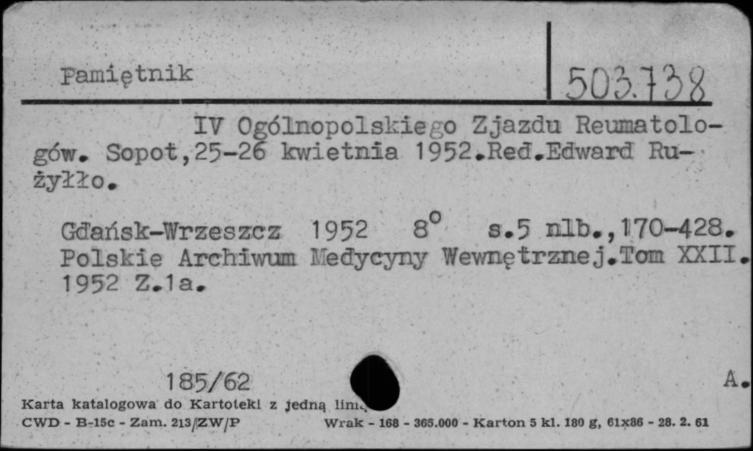 Pamiętnik
503.738
IV Ogólnopolskiego Zjazdu Reumatolo-
gów. Sopot,25-26 kwietnia 1952.Red.Edward Ru-
żyłło.
Gdańsk-Wrzeszcz 1952 8° s.5 nlb.,170-428.
Polskie Archiwum Medycyny Wewnętrznej.Tom XXII.
1952 Z.1a.
185/62 A.
Karta katalogowa do Kartoteki z jedną
CWD - B-15c - Zam. 213/ZW/P Wrak - 168 - 365.000 - Karton 5 kl. 180 g, 61x86 - 28. 2. 61